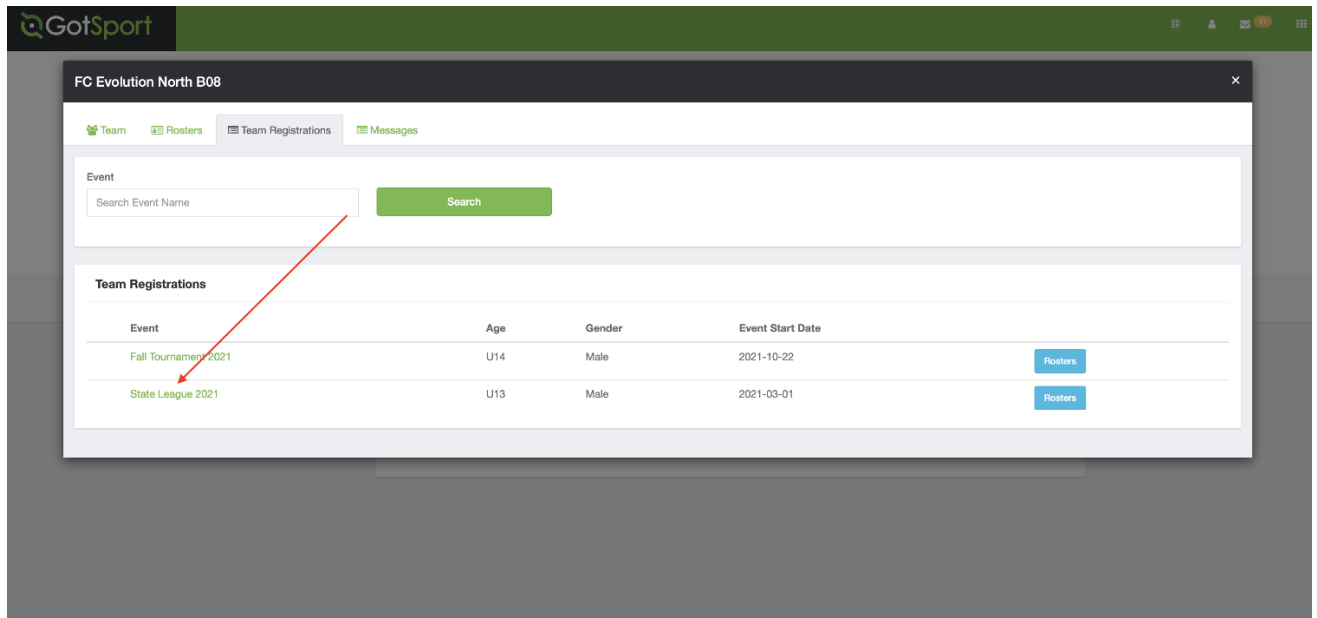 GotSport
17
FC Evolution North B08 ×
Team Rosters Team Registrations Messages
Event
Search Event Name Search
Team Registrations
Event Age Gender Event Start Date
Fall Tournament 2021 U14 Male 2021-10-22 Rosters
State League 2021 U13 Male 2021-03-01 Rosters